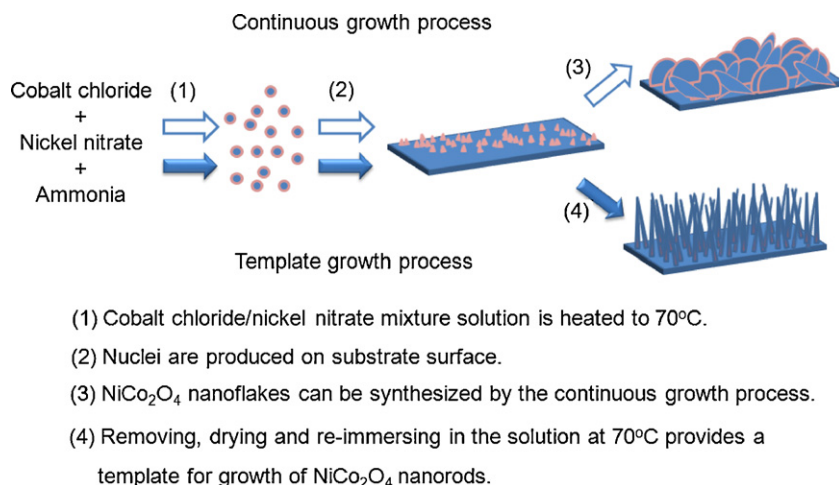 Continuous growth process
(3)
Cobalt chloride
(1)
(2)
+
Nickel nitrate
+
Ammonia
(4)
Template growth process
(1) Cobalt chloride/nickel nitrate mixture solution is heated to 70ºC.
(2) Nuclei are produced on substrate surface.
(3) NiCo₂O₄ nanoflakes can be synthesized by the continuous growth process.
(4) Removing, drying and re-immersing in the solution at 70ºC provides a
template for growth of NiCo₂O₄ nanorods.